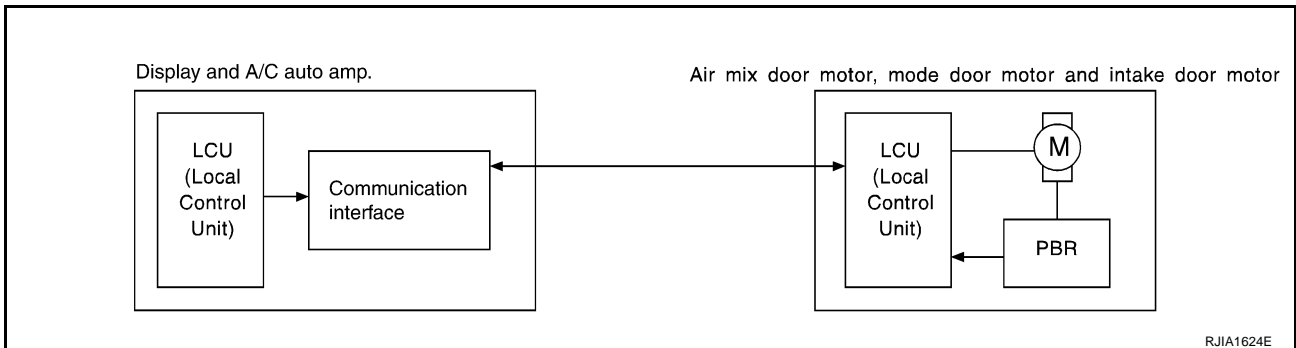 Display and A/C auto amp.
Air mix door motor, mode door motor and intake door motor
LCU
(Local
Control
Unit)
Communication
interface
LCU
(Local
Control
Unit)
M
PBR
RJIA1624E